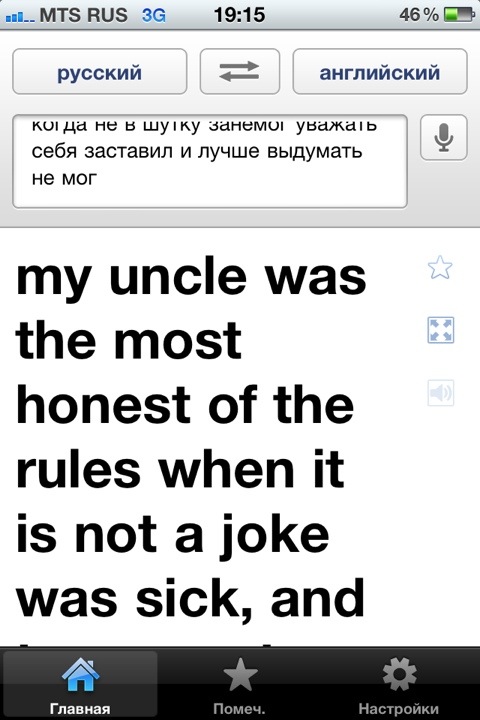 MTS RUS 3G 19:15 46%
русский английский
когда не в шутку занемог уважать
себя заставил и лучше выдумать
не мог
my uncle was
the most
honest of the
rules when it
is not a joke
was sick, and
Главная Помеч. Настройки